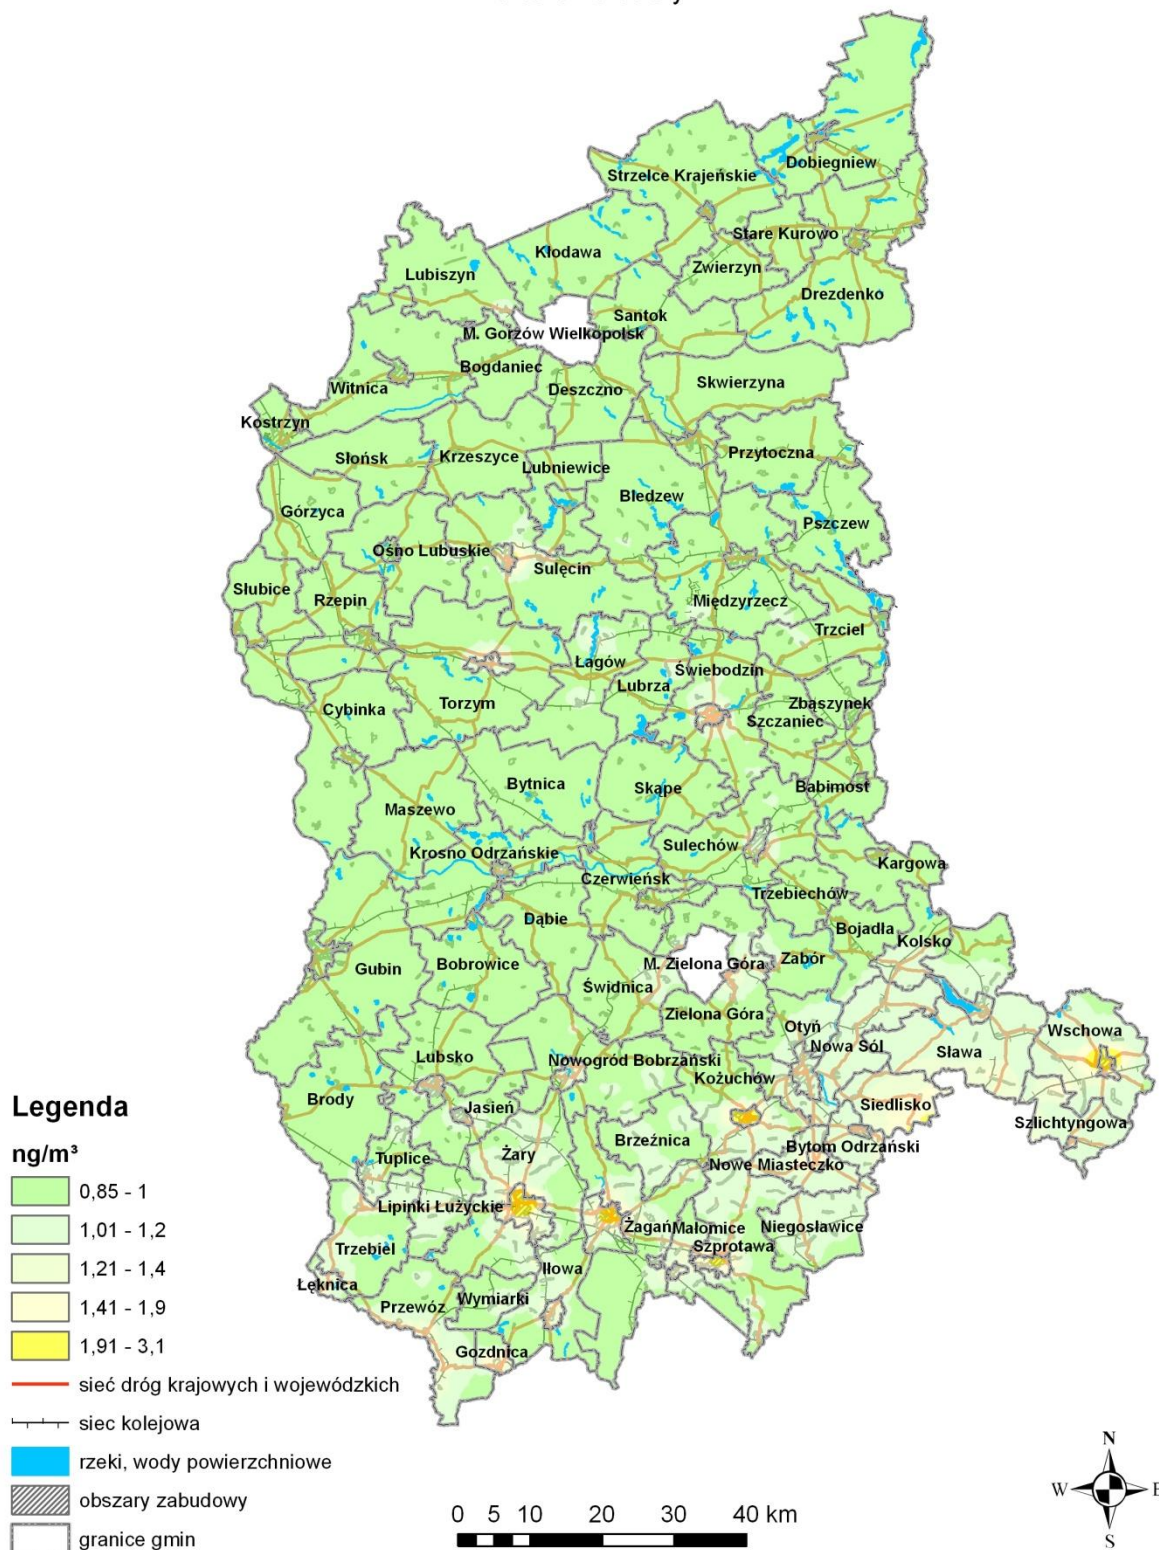 Dobiegniew
Strzelce Krajeńskie
Stare Kurowo
Kłodawa
Zwierzyn
Lubiszyn
Drezdenko
Santok
M. Gorzów Wielkopolsk
Bogdaniec
Skwierzyna
Witnica
Deszczno
Kostrzyn
Przytoczna
Słońsk
Krzeszyce
Lubniewice
Bledzew
Górzyca
Pszczew
Ośno Lubuskie
Sulęcin
Słubice
Rzepin
Międzyrzecz
Trzciel
Łagów
Świebodzin
Lubrza
Cybinka
Torzym
Zbąszynek
Szczaniec
Bytnica
Skąpe
Babimost
Maszewo
Sulechów
Krosno Odrzańskie
Kargowa
Czerwieńsk
Trzebiechów
Dąbie
Bojadła
Kolsko
Gubin
Bobrowice
M. Zielona Góra
Zabór
Świdnica
Zielona Góra
Otyń
Wschowa
Nowa Sól
Sława
Lubsko
Nowogród Bobrzański
Kożuchów
Brody
Jasień
Siedlisko
Szlichtyngowa
Brzeźnica
Bytom Odrzański
Tuplice
Żary
Nowe Miasteczko
Lipinki Łużyckie
Żagań
Małomice
Niegosławice
Trzebiel
Szprotawa
Iłowa
Łęknica
Wymiarki
Przewóz
Gozdnica
Legenda
ng/m³
0,85 - 1
1,01 - 1,2
1,21 - 1,4
1,41 - 1,9
1,91 - 3,1
sieć dróg krajowych i wojewódzkich
siec kolejowa
rzeki, wody powierzchniowe
obszary zabudowy
granice gmin
0 5 10 20 30 40 km
N
W E
S